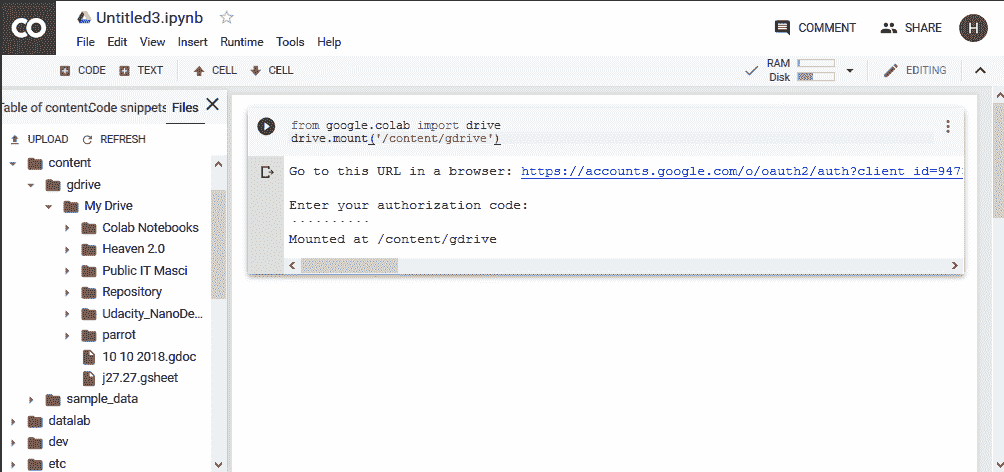 CO
Untitled3.ipynb
COMMENT
SHARE
H
File Edit View Insert Runtime Tools Help
CODE TEXT CELL CELL
RAM
Disk
EDITING
Table of contents Code snippets Files
UPLOAD REFRESH
content
gdrive
My Drive
Colab Notebooks
Heaven 2.0
Public IT Masci
Repository
Udacity_NanoDe...
parrot
10 10 2018.gdoc
j27.27.gsheet
sample_data
datalab
dev
etc
from google.colab import drive
drive.mount('/content/gdrive')
Go to this URL in a browser: https://accounts.google.com/o/oauth2/auth?client_id=947
Enter your authorization code:
··········
Mounted at /content/gdrive